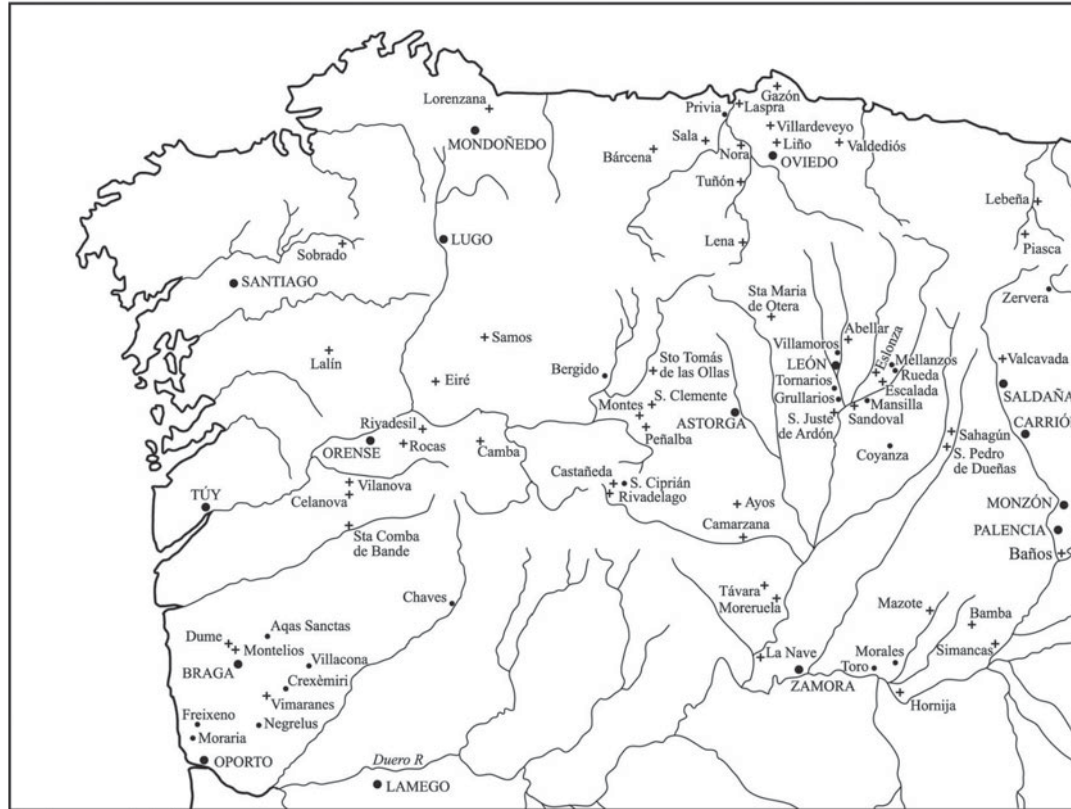 Gazón
Lorenzana
Privia
Laspra
MONDOÑEDO
Villardeveyo
Sala
Bárcena
Nora
Liño
Valdediós
OVIEDO
Tuñón
Lebeña
LUGO
Lena
Piasca
Sobrado
SANTIAGO
Zervera
Sta Maria
de Otera
Abellar
Samos
Villamoros
Eslonza
Lalín
Sto Tomás
de las Ollas
LEÓN
Mellanzos
Valcavada
Bergido
Rueda
Eiré
Tornarios
Escalada
SALDAÑA
S. Clemente
Grullarios
Mansilla
Montes
ASTORGA
S. Juste
de Ardón
Sandoval
Riyadesil
Peñalba
CARRIÓN
Sahagún
ORENSE
Rocas
Camba
Coyanza
S. Pedro
de Dueñas
Castañeda
S. Ciprián
Vilanova
Rivadelago
TÚY
Celanova
Ayos
MONZÓN
Camarzana
PALENCIA
Sta Comba
de Bande
Baños
Chaves
Távara
Moreruela
Mazote
Bamba
Aqas Sanctas
Dume
Montelios
Simancas
Villacona
La Nave
Morales
BRAGA
Toro
Crexèmiri
ZAMORA
Vimaranes
Hornija
Freixeno
Negrelus
Moraria
OPORTO
Duero R
LAMEGO